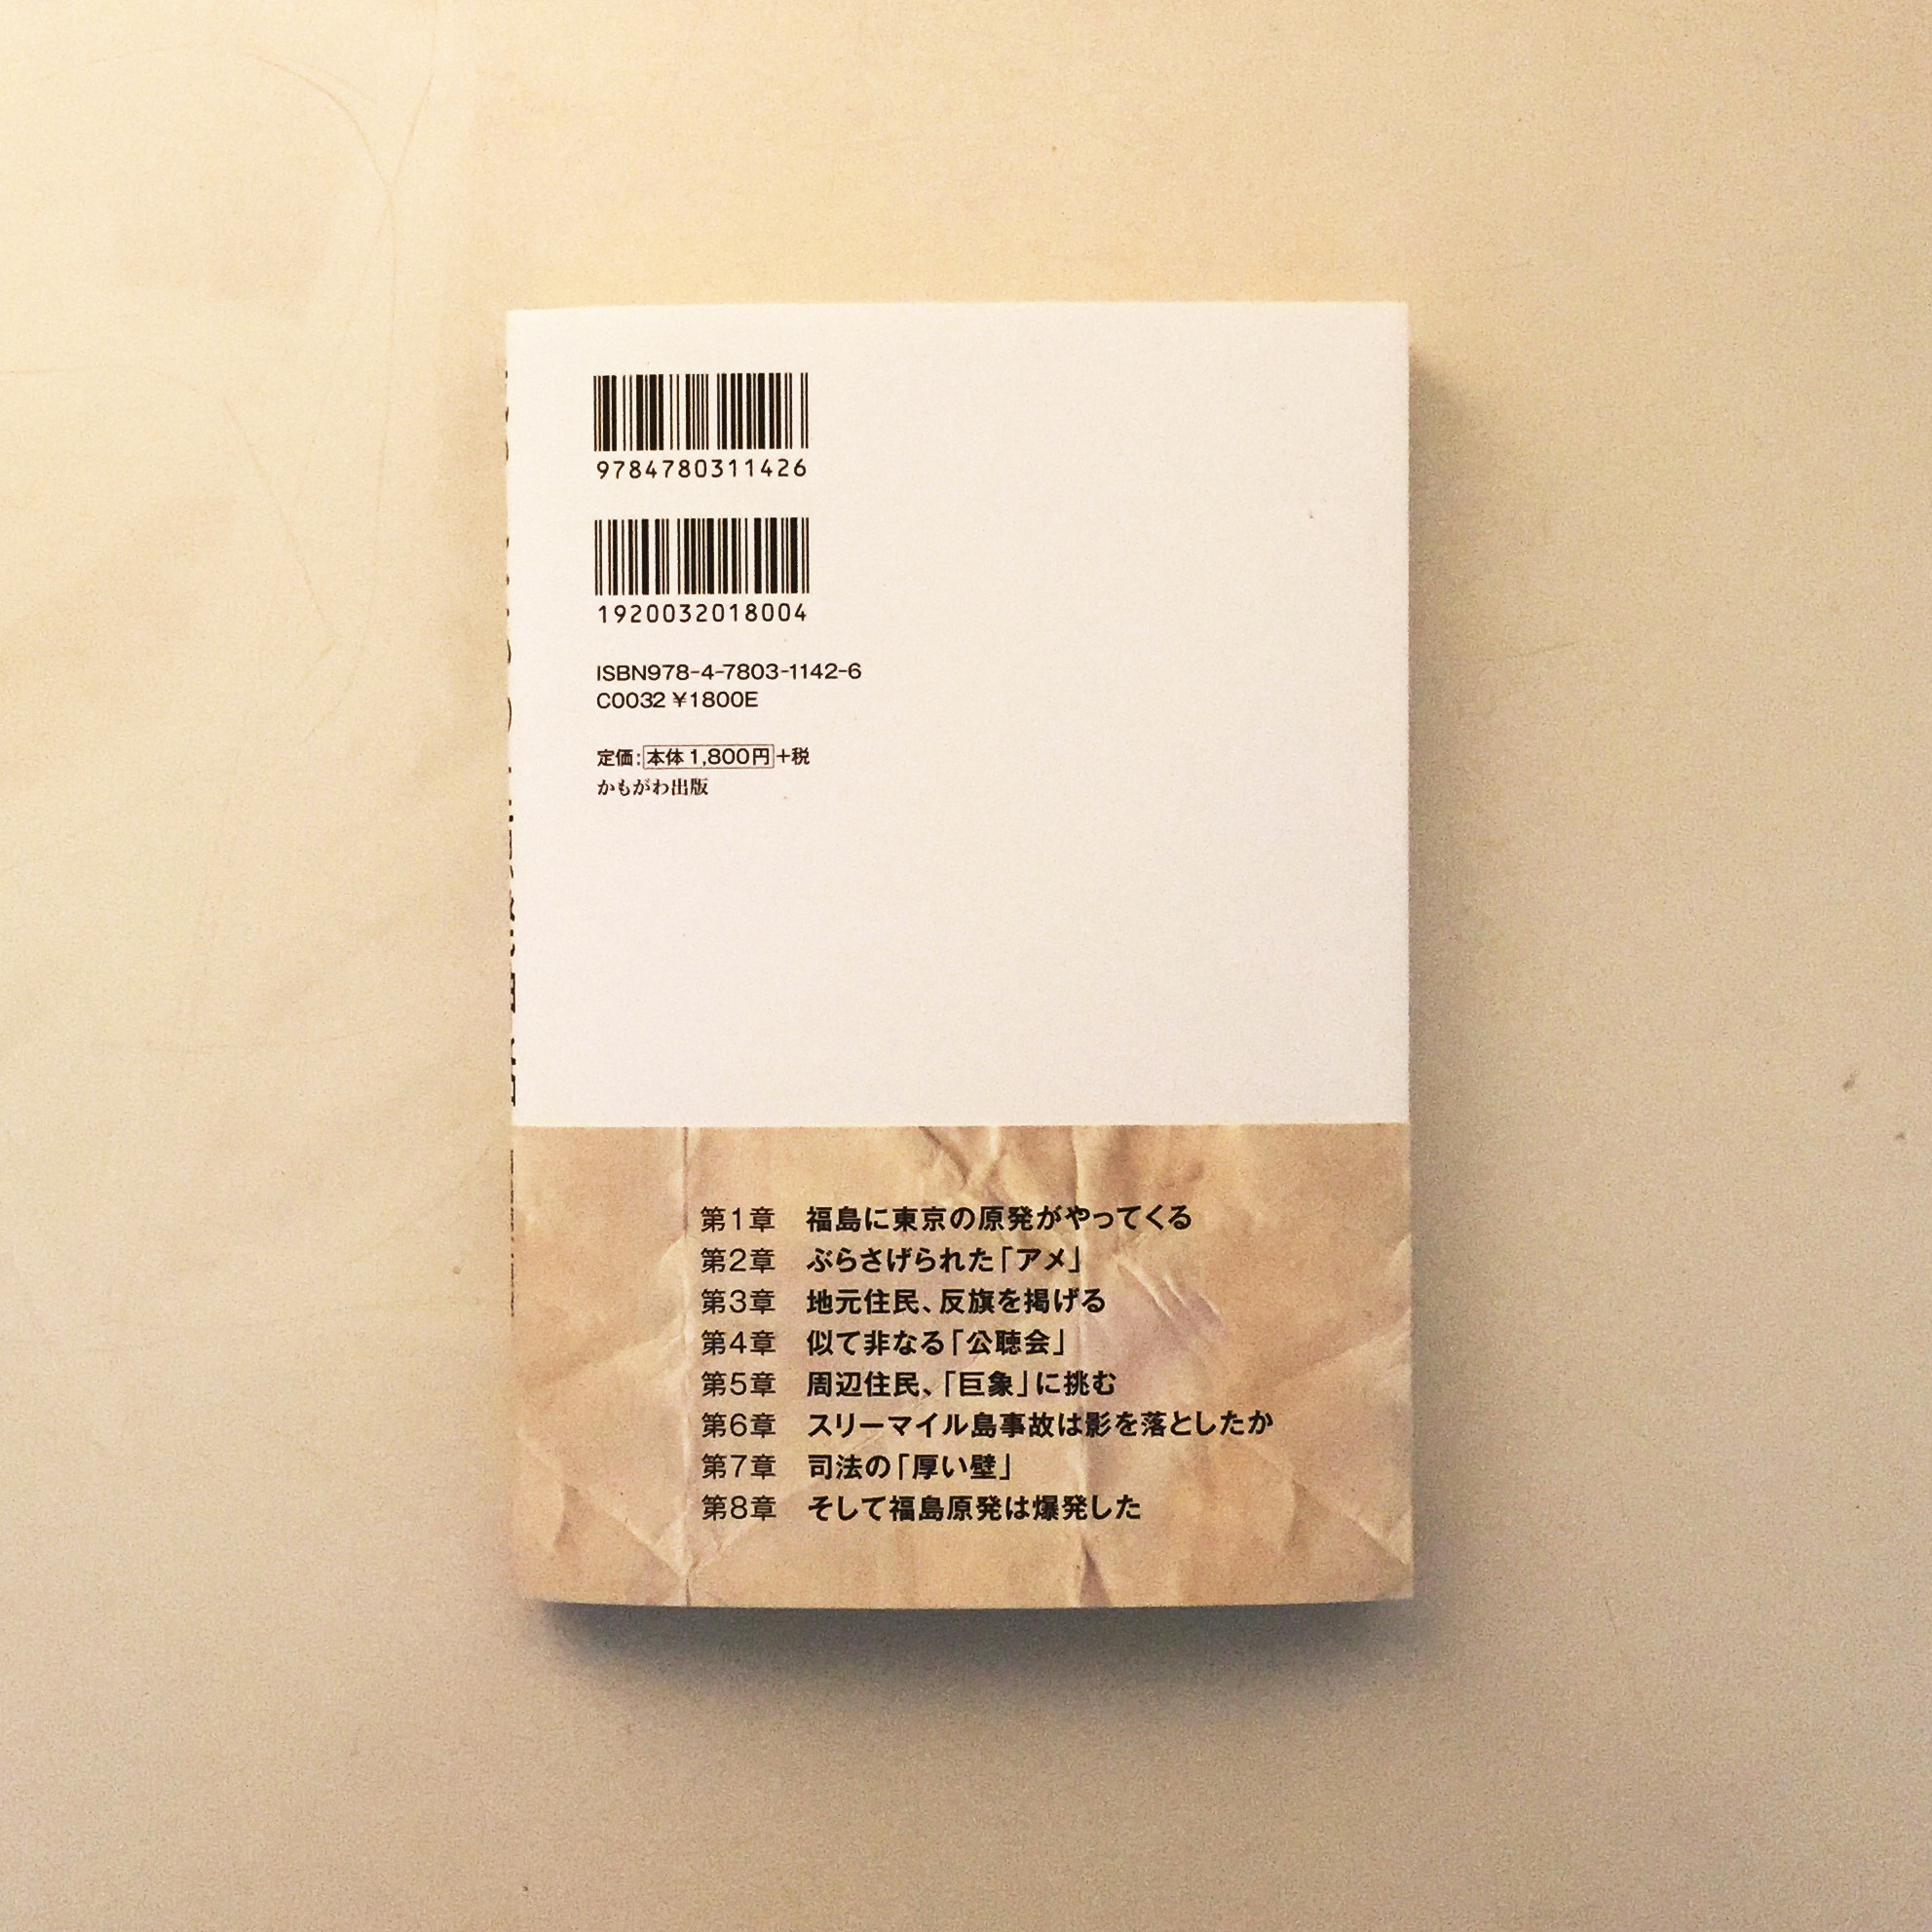 9784780311426
1920032018004
ISBN978-4-7803-1142-6
C0032 ¥1800E
定価:本体1,800円+税
かもがわ出版
第1章 福島に東京の原発がやってくる
第2章 ぶらさげられた「アメ」
第3章 地元住民、反旗を掲げる
第4章 似て非なる「公聴会」
第5章 周辺住民、「巨象」に挑む
第6章 スリーマイル島事故は影を落としたか
第7章 司法の「厚い壁」
第8章 そして福島原発は爆発した